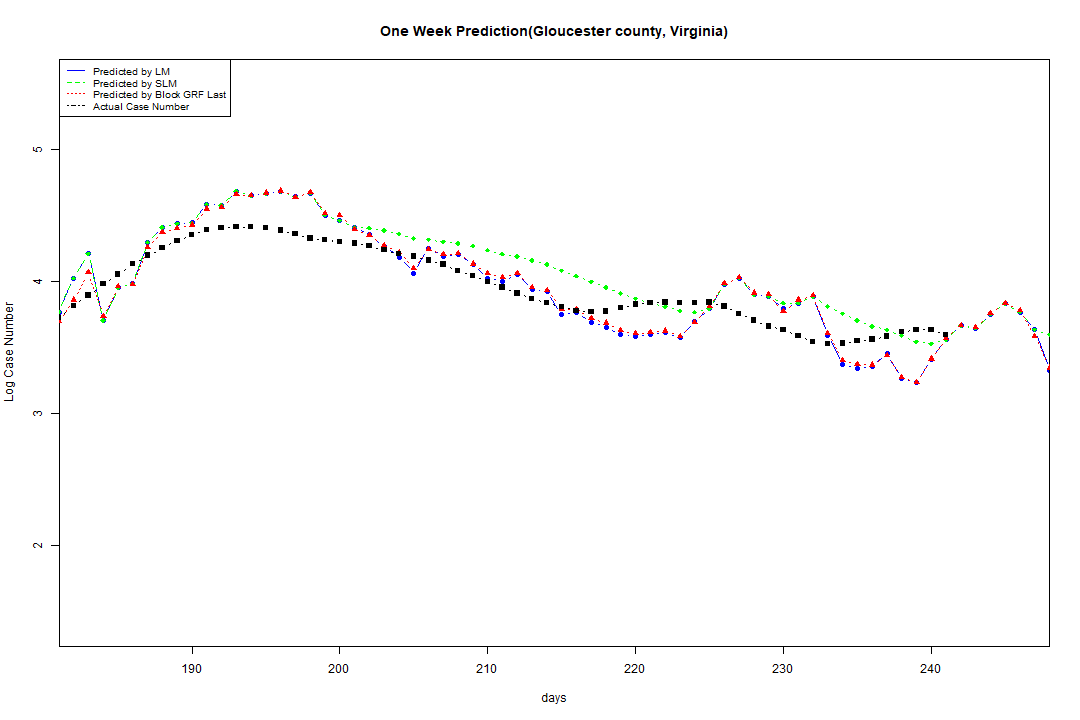 One Week Prediction(Gloucester county, Virginia)
Predicted by LM
Predicted by SLM
Predicted by Block GRF Last
Actual Case Number
5
4
3
2
Log Case Number
190 200 210 220 230 240
days